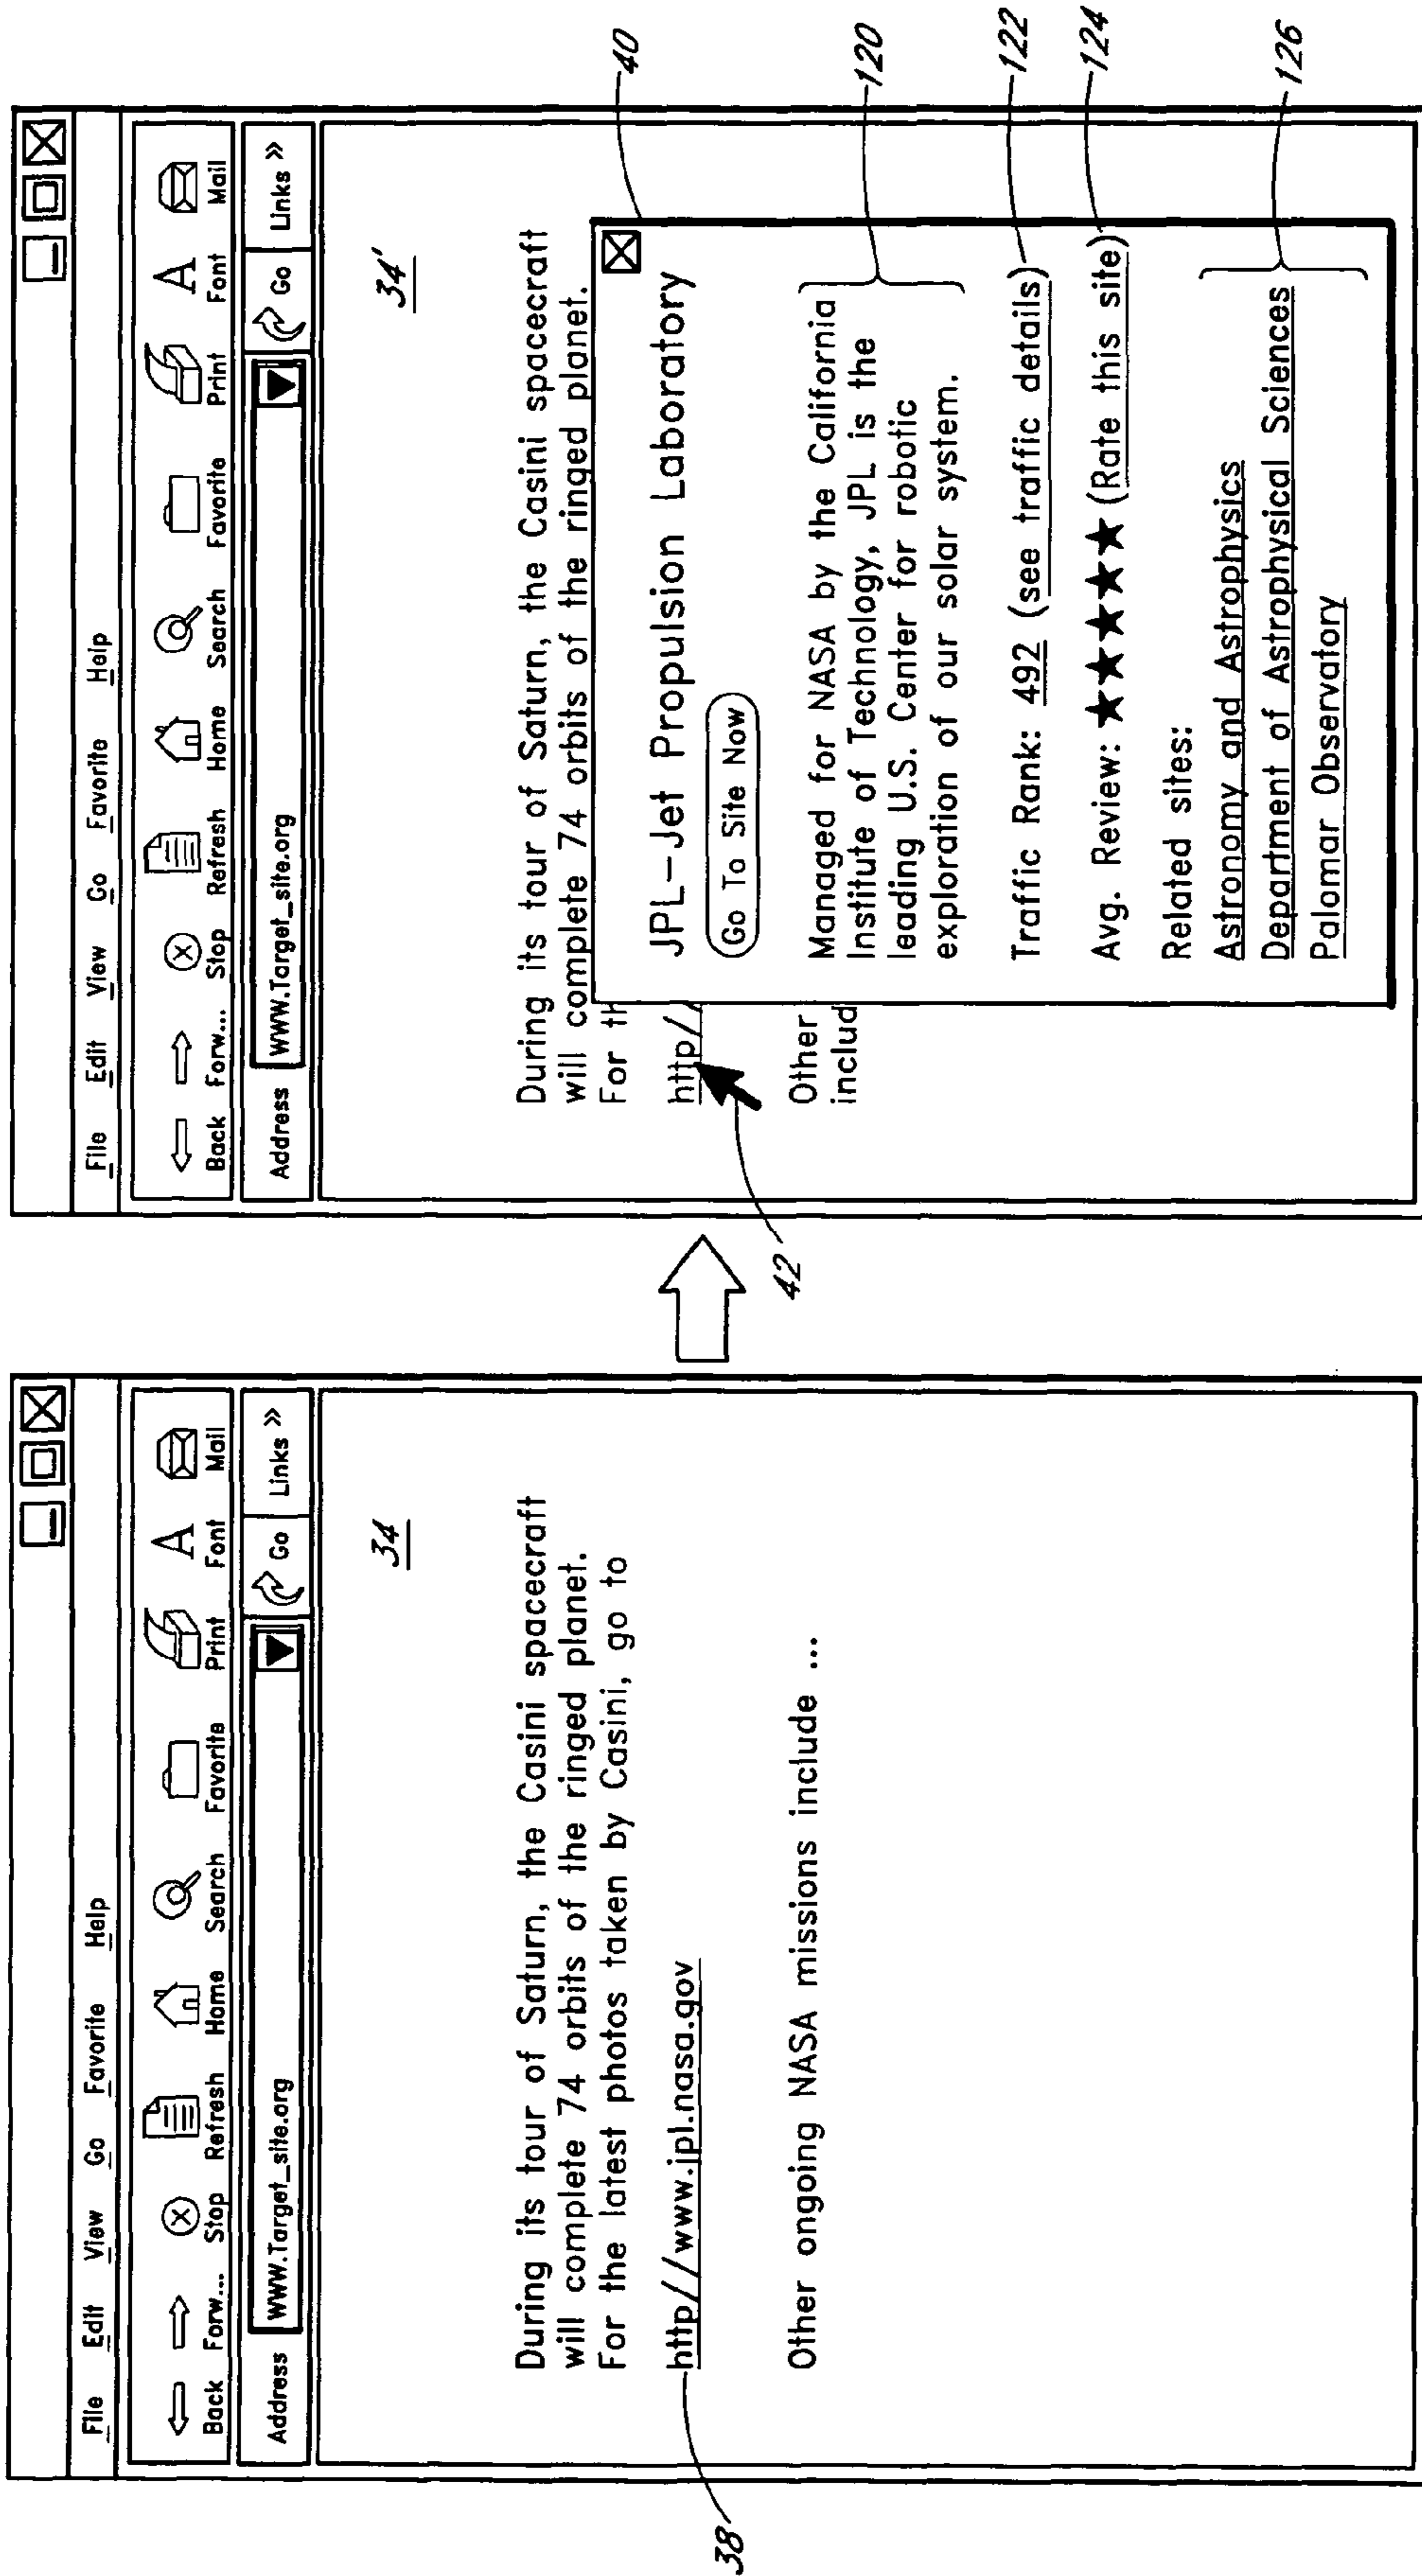 File Edit View Go Favorite Help
Back Forw... Stop Refresh Home Search Favorite Print Font Mail
Address WWW.Target_site.org Go Links »
34
During its tour of Saturn, the Casini spacecraft
will complete 74 orbits of the ringed planet.
For the latest photos taken by Casini, go to
http//www.jpl.nasa.gov
Other ongoing NASA missions include ...
38
File Edit View Go Favorite Help
Back Forw... Stop Refresh Home Search Favorite Print Font Mail
Address WWW.Target_site.org Go Links »
34'
During its tour of Saturn, the Casini spacecraft
will complete 74 orbits of the ringed planet.
For th
http//
Other
includ
42
40
JPL-Jet Propulsion Laboratory
Go To Site Now
Managed for NASA by the California
Institute of Technology, JPL is the
leading U.S. Center for robotic
exploration of our solar system.
120
Traffic Rank: 492 (see traffic details)
122
Avg. Review: ★★★★★ (Rate this site)
124
Related sites:
Astronomy and Astrophysics
Department of Astrophysical Sciences
Palomar Observatory
126